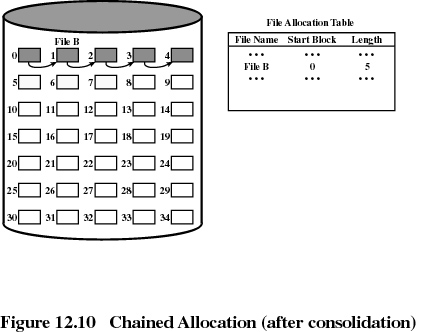 File Allocation Table
File Name Start Block Length
• • • • • • • • •
File B 0 5
• • • • • • • • •
File B
0 1 2 3 4
5 6 7 8 9
10 11 12 13 14
15 16 17 18 19
20 21 22 23 24
25 26 27 28 29
30 31 32 33 34
Figure 12.10 Chained Allocation (after consolidation)